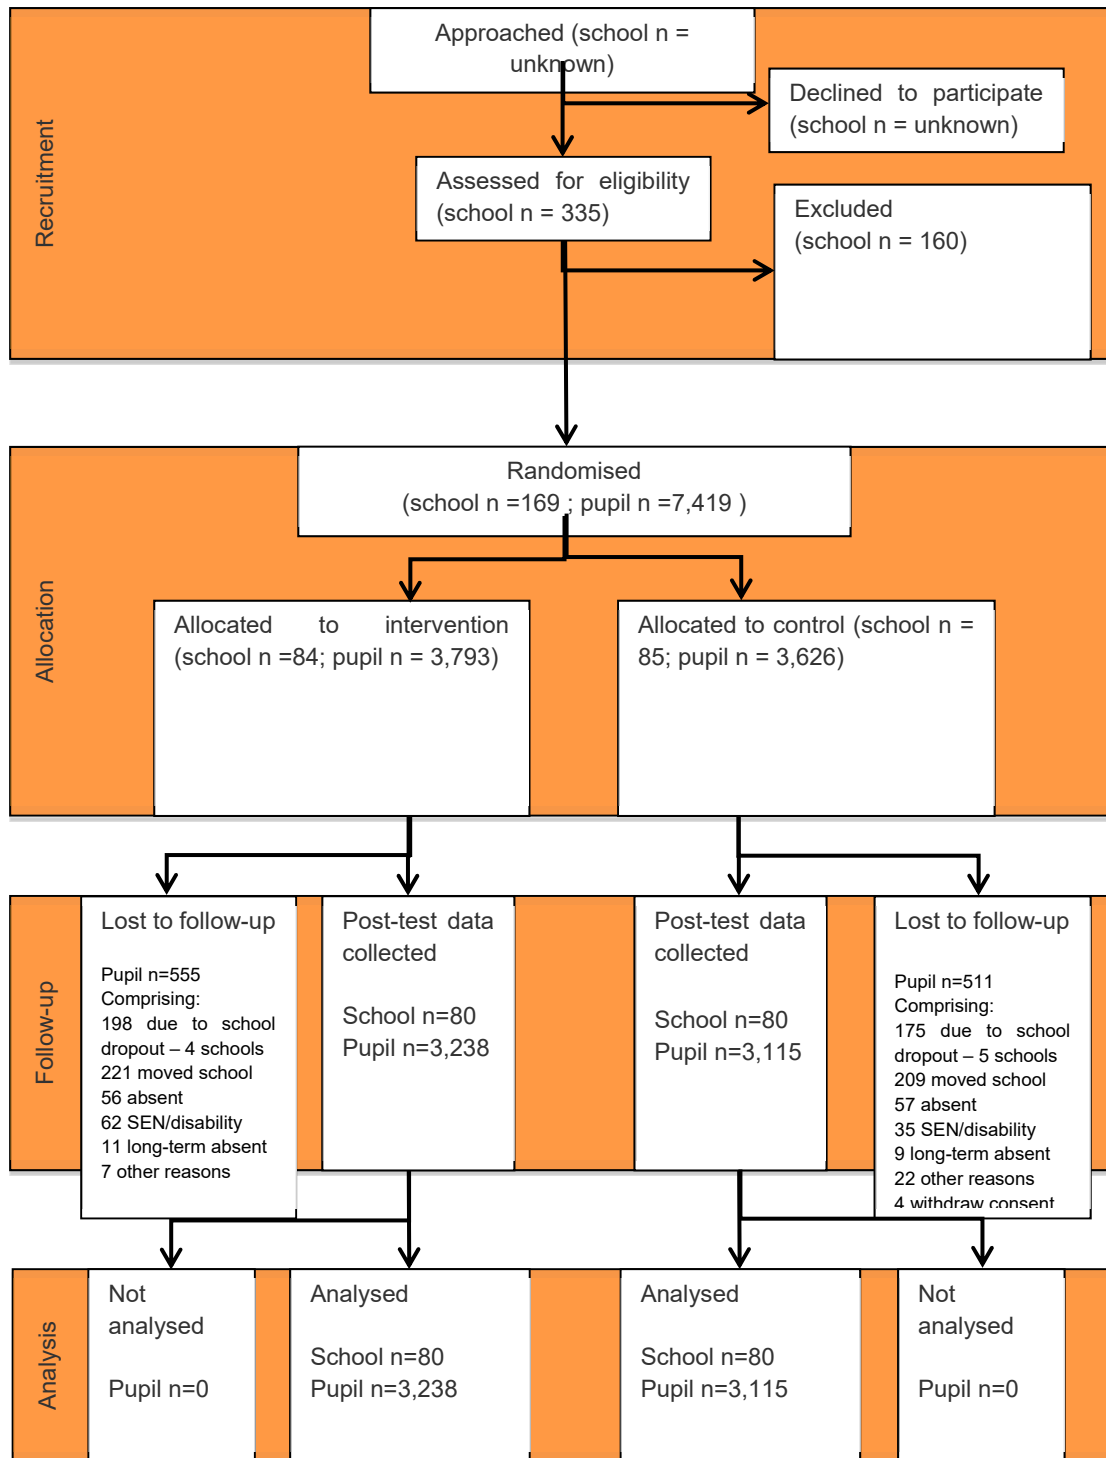 Recruitment
Approached (school n =
unknown)
Declined to participate
(school n = unknown)
Assessed for eligibility
(school n = 335)
Excluded
(school n = 160)
Allocation
Randomised
(school n =169 ; pupil n =7,419 )
Allocated to intervention
(school n =84; pupil n = 3,793)
Allocated to control (school n =
85; pupil n = 3,626)
Follow-up
Lost to follow-up
Pupil n=555
Comprising:
198 due to school
dropout – 4 schools
221 moved school
56 absent
62 SEN/disability
11 long-term absent
7 other reasons
Post-test data
collected
School n=80
Pupil n=3,238
Post-test data
collected
School n=80
Pupil n=3,115
Lost to follow-up
Pupil n=511
Comprising:
175 due to school
dropout – 5 schools
209 moved school
57 absent
35 SEN/disability
9 long-term absent
22 other reasons
4 withdraw consent
Analysis
Not
analysed
Pupil n=0
Analysed
School n=80
Pupil n=3,238
Analysed
School n=80
Pupil n=3,115
Not
analysed
Pupil n=0